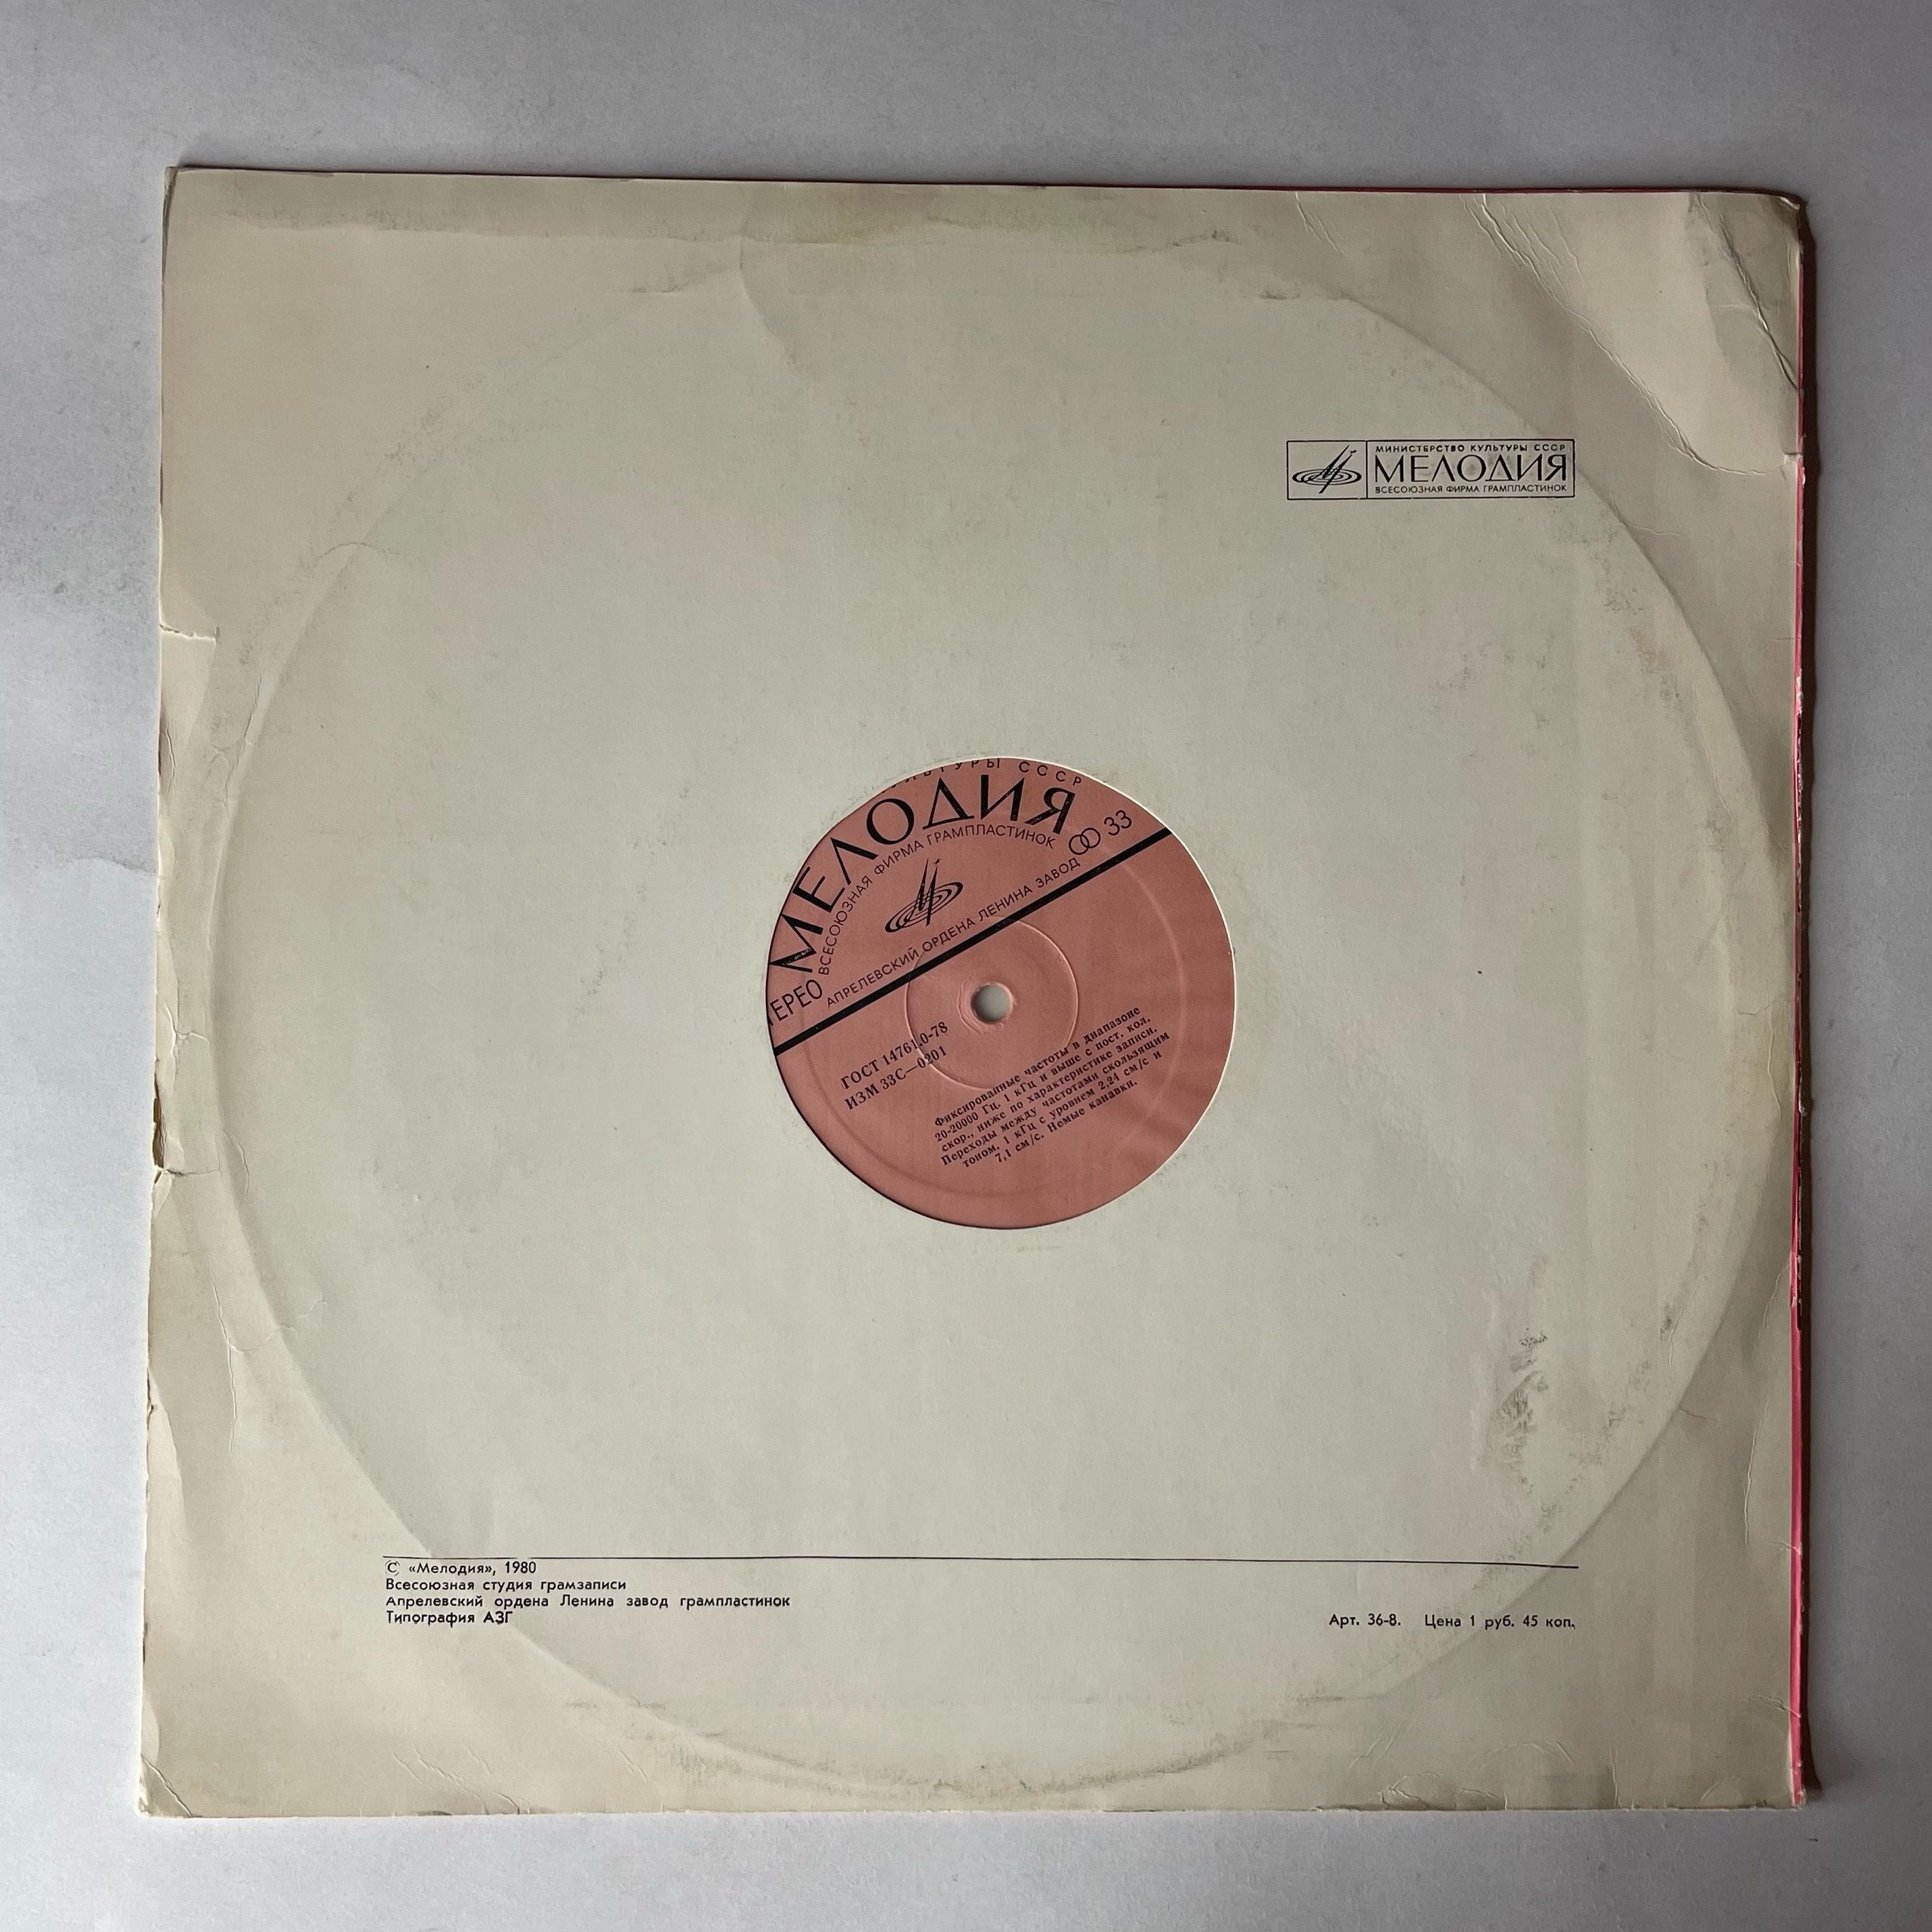 МИНИСТЕРСТВО КУЛЬТУРЫ СССР
МЕЛОДИЯ
ВСЕСОЮЗНАЯ ФИРМА ГРАМПЛАСТИНОК
СССР
МЕЛОДИЯ
ВСЕСОЮЗНАЯ ФИРМА ГРАМПЛАСТИНОК
33
АПРЕЛЕВСКИЙ ОРДЕНА ЛЕНИНА ЗАВОД
ТЕРЕО
ГОСТ 14761.0-78
ИЗМ 33С—0201
Фиксированные частоты в диапазоне
20-20000 Гц. 1 кГц и выше с пост. кол.
скор., ниже по характеристике записи.
Переходы между частотами скользящим
тоном. 1 кГц с уровнем 2,24 см/с и
7,1 см/с. Немые канавки.
© «Мелодия», 1980
Всесоюзная студия грамзаписи
Апрелевский ордена Ленина завод грампластинок
Типография АЗГ
Арт. 36-8. Цена 1 руб. 45 коп.